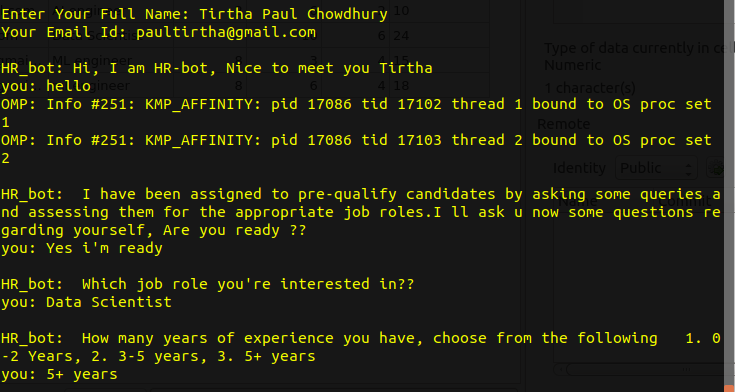 Enter Your Full Name: Tirtha Paul Chowdhury
Your Email Id: paultirtha@gmail.com
HR_bot: Hi, I am HR-bot, Nice to meet you Tirtha
you: hello
OMP: Info #251: KMP_AFFINITY: pid 17086 tid 17102 thread 1 bound to OS proc set
1
OMP: Info #251: KMP_AFFINITY: pid 17086 tid 17103 thread 2 bound to OS proc set
2
HR_bot:  I have been assigned to pre-qualify candidates by asking some queries a
nd assessing them for the appropriate job roles.I ll ask u now some questions re
garding yourself, Are you ready ??
you: Yes i'm ready
HR_bot:  Which job role you're interested in??
you: Data Scientist
HR_bot:  How many years of experience you have, choose from the following   1. 0
-2 Years, 2. 3-5 years, 3. 5+ years
you: 5+ years
Type of data currently in ce
Numeric
1 character(s)
Remote
Identity Public